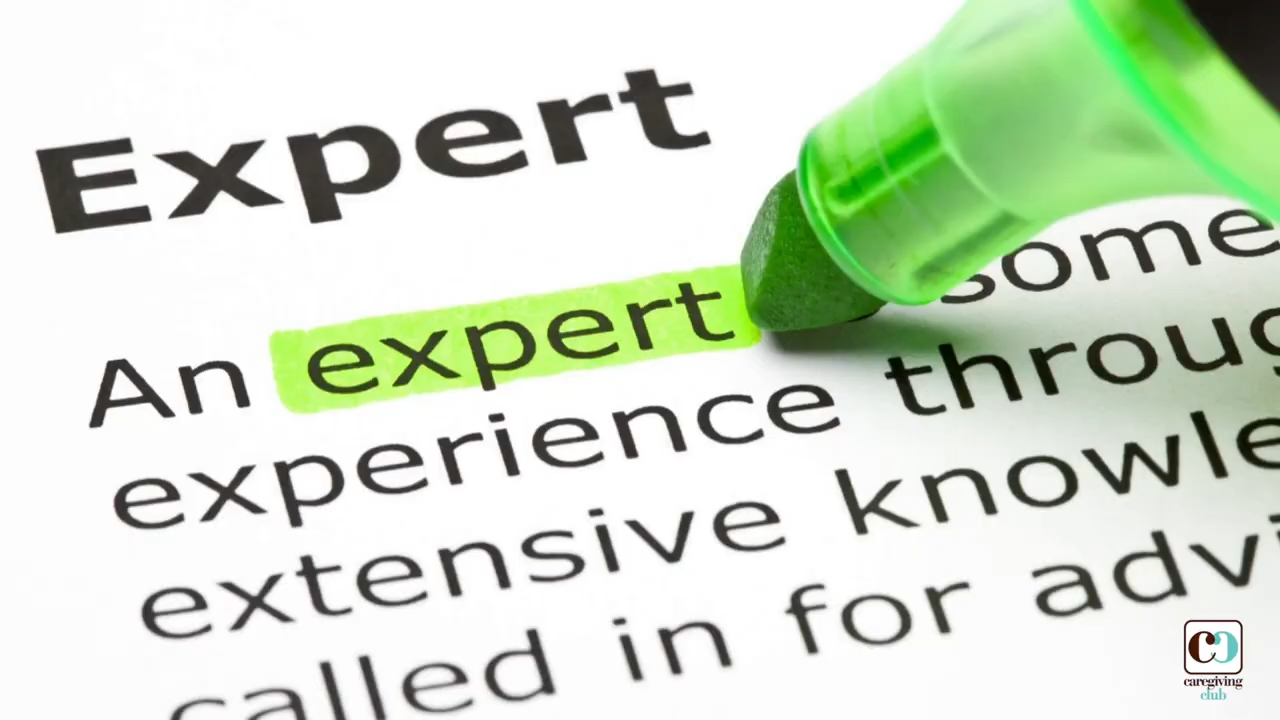 Expert
An expert some
experience throug
extensive knowle
called in for advi
caregiving
club